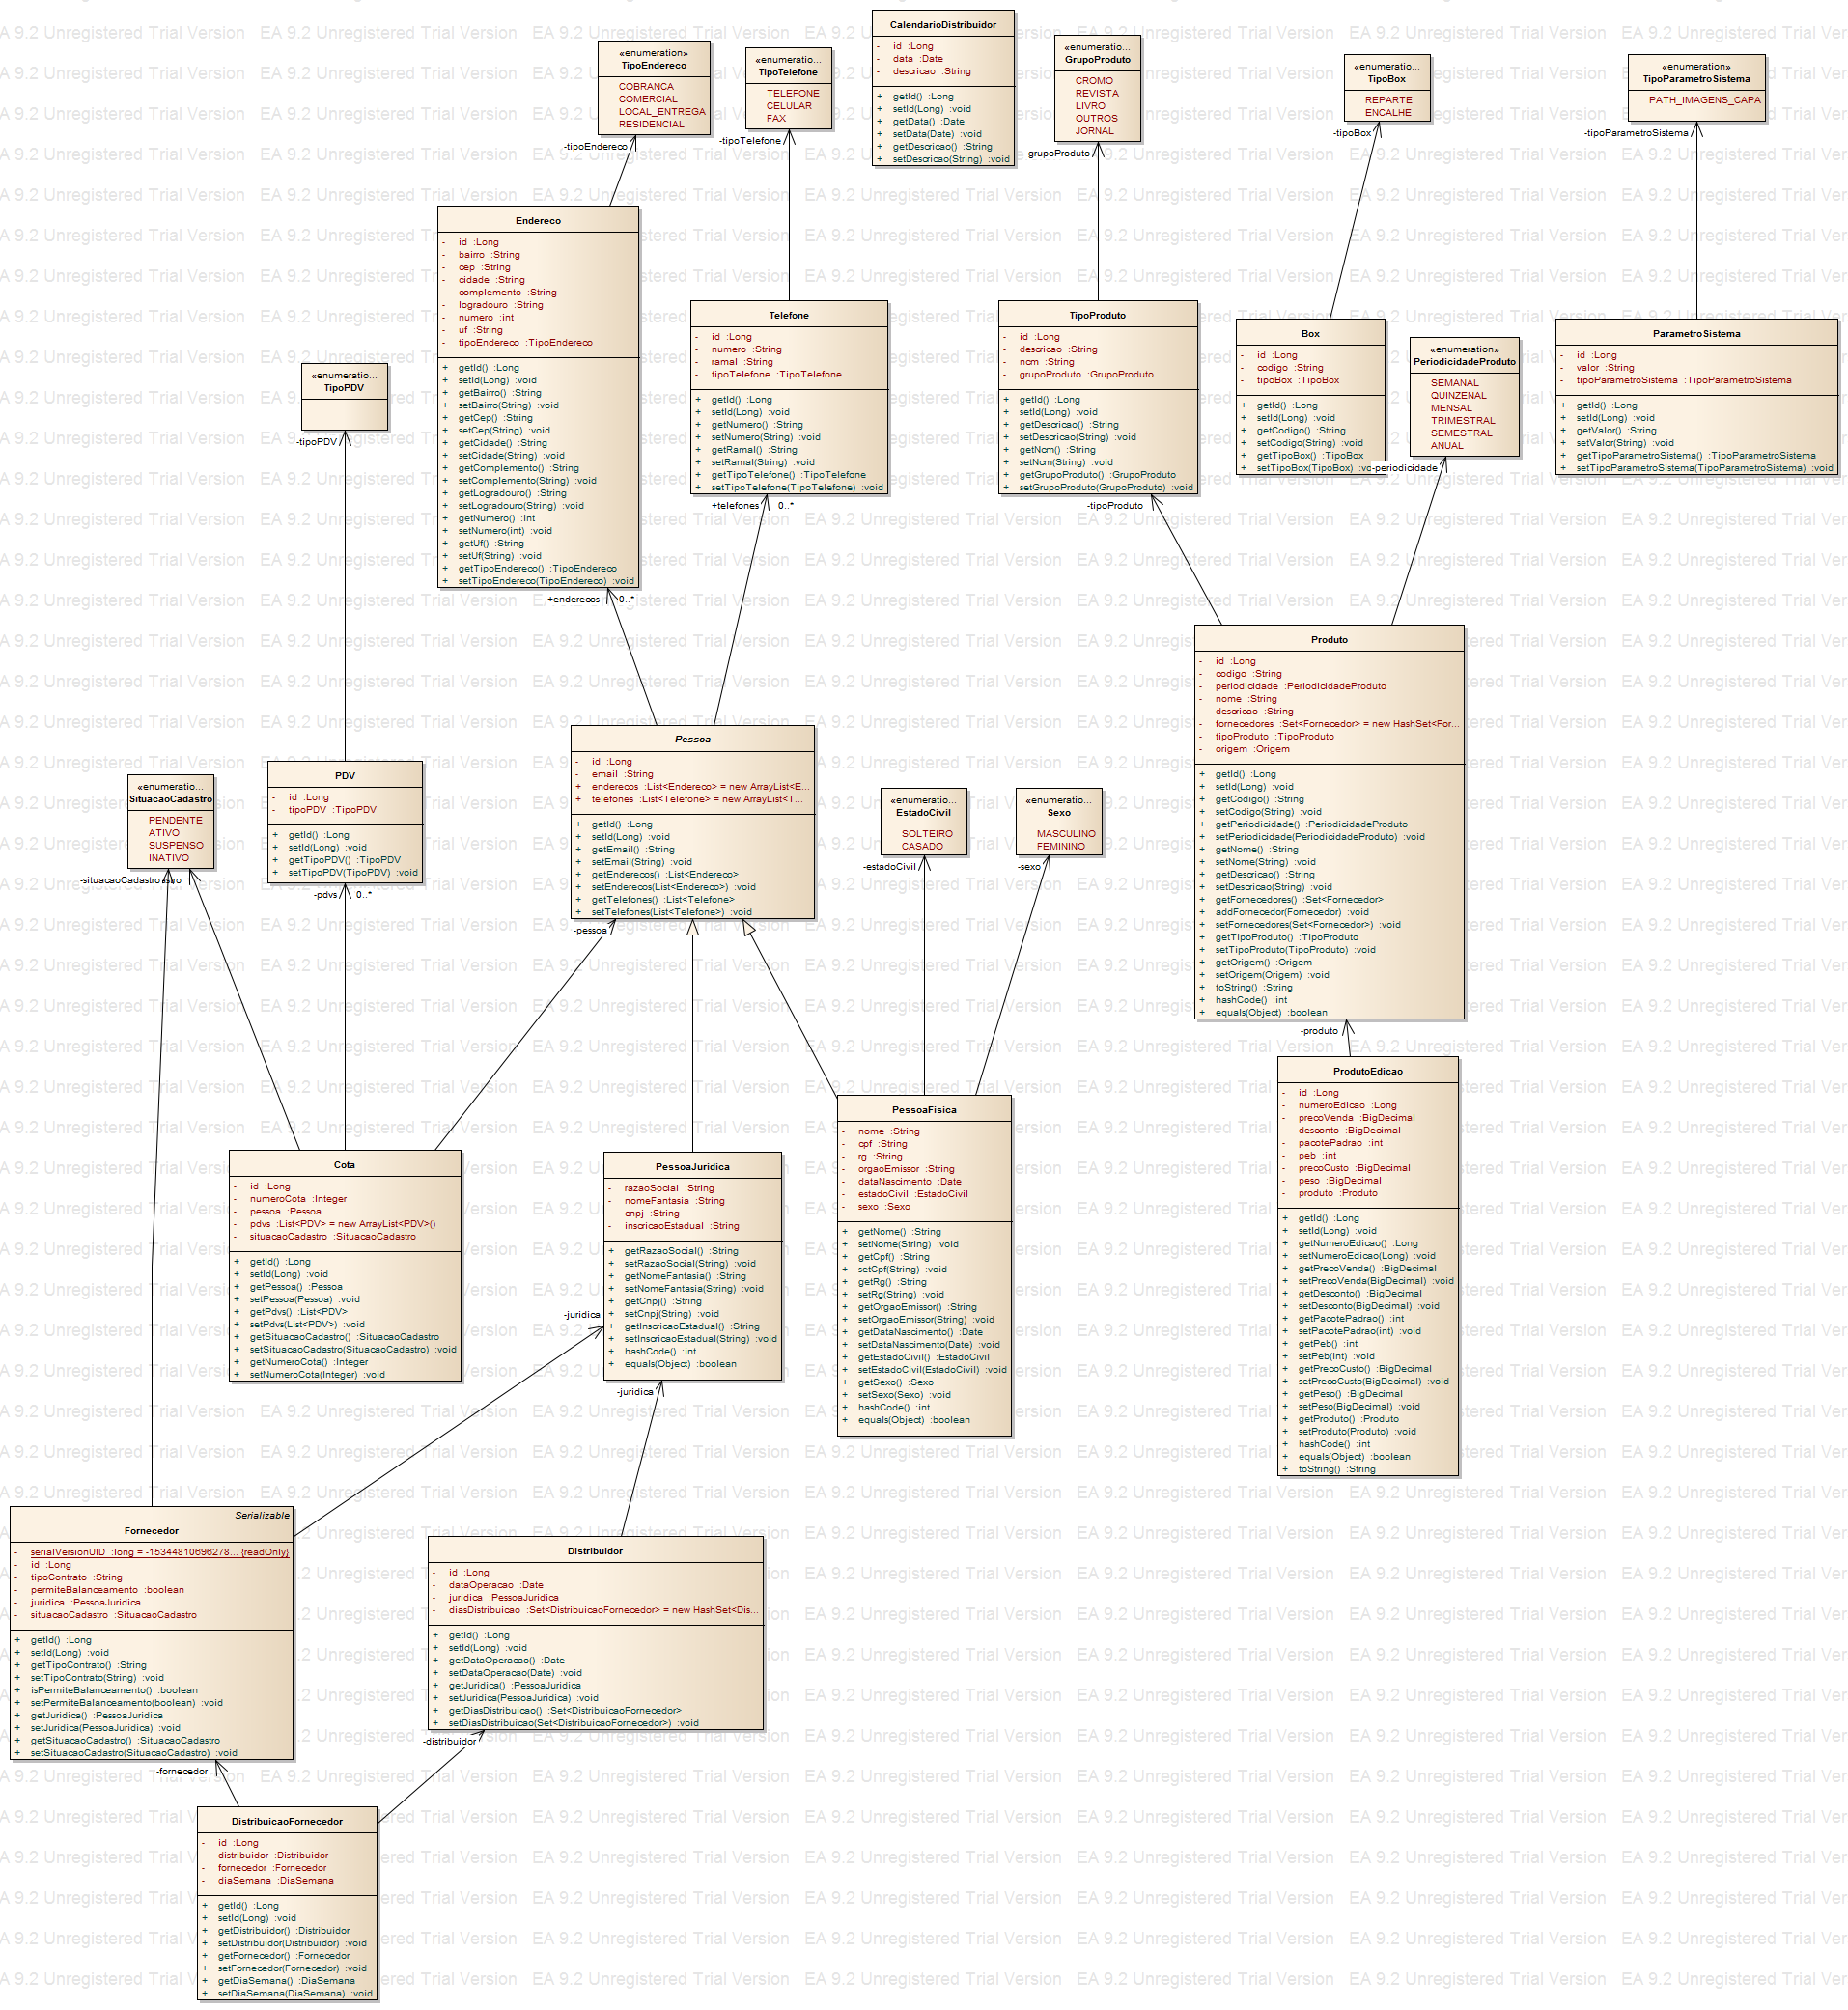 CalendarioDistribuidor
- id :Long
- data :Date
- descricao :String
+ getId() :Long
+ setId(Long) :void
+ getData() :Date
+ setData(Date) :void
+ getDescricao() :String
+ setDescricao(String) :void
«enumeration»
TipoEndereco
COBRANCA
COMERCIAL
LOCAL_ENTREGA
RESIDENCIAL
-tipoEndereco
«enumeratio...
TipoTelefone
TELEFONE
CELULAR
FAX
-tipoTelefone
«enumeratio...
GrupoProduto
CROMO
REVISTA
LIVRO
OUTROS
JORNAL
-grupoProduto
«enumeratio...
TipoBox
REPARTE
ENCALHE
-tipoBox
«enumeration»
TipoParametroSistema
PATH_IMAGENS_CAPA
-tipoParametroSistema
Endereco
- id :Long
- bairro :String
- cep :String
- cidade :String
- complemento :String
- logradouro :String
- numero :int
- uf :String
- tipoEndereco :TipoEndereco
+ getId() :Long
+ setId(Long) :void
+ getBairro() :String
+ setBairro(String) :void
+ getCep() :String
+ setCep(String) :void
+ getCidade() :String
+ setCidade(String) :void
+ getComplemento() :String
+ setComplemento(String) :void
+ getLogradouro() :String
+ setLogradouro(String) :void
+ getNumero() :int
+ setNumero(int) :void
+ getUf() :String
+ setUf(String) :void
+ getTipoEndereco() :TipoEndereco
+ setTipoEndereco(TipoEndereco) :void
+enderecos 0..*
Telefone
- id :Long
- numero :String
- ramal :String
- tipoTelefone :TipoTelefone
+ getId() :Long
+ setId(Long) :void
+ getNumero() :String
+ setNumero(String) :void
+ getRamal() :String
+ setRamal(String) :void
+ getTipoTelefone() :TipoTelefone
+ setTipoTelefone(TipoTelefone) :void
+telefones 0..*
TipoProduto
- id :Long
- descricao :String
- ncm :String
- grupoProduto :GrupoProduto
+ getId() :Long
+ setId(Long) :void
+ getDescricao() :String
+ setDescricao(String) :void
+ getNcm() :String
+ setNcm(String) :void
+ getGrupoProduto() :GrupoProduto
+ setGrupoProduto(GrupoProduto) :void
-tipoProduto
Box
- id :Long
- codigo :String
- tipoBox :TipoBox
+ getId() :Long
+ setId(Long) :void
+ getCodigo() :String
+ setCodigo(String) :void
+ getTipoBox() :TipoBox
+ setTipoBox(TipoBox) :vo
«enumeration»
PeriodicidadeProduto
SEMANAL
QUINZENAL
MENSAL
TRIMESTRAL
SEMESTRAL
ANUAL
-periodicidade
ParametroSistema
- id :Long
- valor :String
- tipoParametroSistema :TipoParametroSistema
+ getId() :Long
+ setId(Long) :void
+ getValor() :String
+ setValor(String) :void
+ getTipoParametroSistema() :TipoParametroSistema
+ setTipoParametroSistema(TipoParametroSistema) :void
«enumeratio...
TipoPDV
-tipoPDV
Produto
- id :Long
- codigo :String
- periodicidade :PeriodicidadeProduto
- nome :String
- descricao :String
- fornecedores :Set<Fornecedor> = new HashSet<For...
- tipoProduto :TipoProduto
- origem :Origem
+ getId() :Long
+ setId(Long) :void
+ getCodigo() :String
+ setCodigo(String) :void
+ getPeriodicidade() :PeriodicidadeProduto
+ setPeriodicidade(PeriodicidadeProduto) :void
+ getNome() :String
+ setNome(String) :void
+ getDescricao() :String
+ setDescricao(String) :void
+ getFornecedores() :Set<Fornecedor>
+ addFornecedor(Fornecedor) :void
+ setFornecedores(Set<Fornecedor>) :void
+ getTipoProduto() :TipoProduto
+ setTipoProduto(TipoProduto) :void
+ getOrigem() :Origem
+ setOrigem(Origem) :void
+ toString() :String
+ hashCode() :int
+ equals(Object) :boolean
-produto
Pessoa
- id :Long
- email :String
+ enderecos :List<Endereco> = new ArrayList<E...
+ telefones :List<Telefone> = new ArrayList<T...
+ getId() :Long
+ setId(Long) :void
+ getEmail() :String
+ setEmail(String) :void
+ getEnderecos() :List<Endereco>
+ setEnderecos(List<Endereco>) :void
+ getTelefones() :List<Telefone>
+ setTelefones(List<Telefone>) :void
-pessoa
PDV
- id :Long
- tipoPDV :TipoPDV
+ getId() :Long
+ setId(Long) :void
+ getTipoPDV() :TipoPDV
+ setTipoPDV(TipoPDV) :void
-pdvs 0..*
«enumeratio...
SituacaoCadastro
PENDENTE
ATIVO
SUSPENSO
INATIVO
-situacaoCadastro
«enumeratio...
EstadoCivil
SOLTEIRO
CASADO
-estadoCivil
«enumeratio...
Sexo
MASCULINO
FEMININO
-sexo
ProdutoEdicao
- id :Long
- numeroEdicao :Long
- precoVenda :BigDecimal
- desconto :BigDecimal
- pacotePadrao :int
- peb :int
- precoCusto :BigDecimal
- peso :BigDecimal
- produto :Produto
+ getId() :Long
+ setId(Long) :void
+ getNumeroEdicao() :Long
+ setNumeroEdicao(Long) :void
+ getPrecoVenda() :BigDecimal
+ setPrecoVenda(BigDecimal) :void
+ getDesconto() :BigDecimal
+ setDesconto(BigDecimal) :void
+ getPacotePadrao() :int
+ setPacotePadrao(int) :void
+ getPeb() :int
+ setPeb(int) :void
+ getPrecoCusto() :BigDecimal
+ setPrecoCusto(BigDecimal) :void
+ getPeso() :BigDecimal
+ setPeso(BigDecimal) :void
+ getProduto() :Produto
+ setProduto(Produto) :void
+ hashCode() :int
+ equals(Object) :boolean
+ toString() :String
PessoaFisica
- nome :String
- cpf :String
- rg :String
- orgaoEmissor :String
- dataNascimento :Date
- estadoCivil :EstadoCivil
- sexo :Sexo
+ getNome() :String
+ setNome(String) :void
+ getCpf() :String
+ setCpf(String) :void
+ getRg() :String
+ setRg(String) :void
+ getOrgaoEmissor() :String
+ setOrgaoEmissor(String) :void
+ getDataNascimento() :Date
+ setDataNascimento(Date) :void
+ getEstadoCivil() :EstadoCivil
+ setEstadoCivil(EstadoCivil) :void
+ getSexo() :Sexo
+ setSexo(Sexo) :void
+ hashCode() :int
+ equals(Object) :boolean
Cota
- id :Long
- numeroCota :Integer
- pessoa :Pessoa
- pdvs :List<PDV> = new ArrayList<PDV>()
- situacaoCadastro :SituacaoCadastro
+ getId() :Long
+ setId(Long) :void
+ getPessoa() :Pessoa
+ setPessoa(Pessoa) :void
+ getPdvs() :List<PDV>
+ setPdvs(List<PDV>) :void
+ getSituacaoCadastro() :SituacaoCadastro
+ setSituacaoCadastro(SituacaoCadastro) :void
+ getNumeroCota() :Integer
+ setNumeroCota(Integer) :void
PessoaJuridica
- razaoSocial :String
- nomeFantasia :String
- cnpj :String
- inscricaoEstadual :String
+ getRazaoSocial() :String
+ setRazaoSocial(String) :void
+ getNomeFantasia() :String
+ setNomeFantasia(String) :void
+ getCnpj() :String
+ setCnpj(String) :void
+ getInscricaoEstadual() :String
+ setInscricaoEstadual(String) :void
+ hashCode() :int
+ equals(Object) :boolean
-juridica
-juridica
Serializable
Fornecedor
- serialVersionUID :long = -15344810696278... {readOnly}
- id :Long
- tipoContrato :String
- permiteBalanceamento :boolean
- juridica :PessoaJuridica
- situacaoCadastro :SituacaoCadastro
+ getId() :Long
+ setId(Long) :void
+ getTipoContrato() :String
+ setTipoContrato(String) :void
+ isPermiteBalanceamento() :boolean
+ setPermiteBalanceamento(boolean) :void
+ getJuridica() :PessoaJuridica
+ setJuridica(PessoaJuridica) :void
+ getSituacaoCadastro() :SituacaoCadastro
+ setSituacaoCadastro(SituacaoCadastro) :void
-fornecedor
Distribuidor
- id :Long
- dataOperacao :Date
- juridica :PessoaJuridica
- diasDistribuicao :Set<DistribuicaoFornecedor> = new HashSet<Dis...
+ getId() :Long
+ setId(Long) :void
+ getDataOperacao() :Date
+ setDataOperacao(Date) :void
+ getJuridica() :PessoaJuridica
+ setJuridica(PessoaJuridica) :void
+ getDiasDistribuicao() :Set<DistribuicaoFornecedor>
+ setDiasDistribuicao(Set<DistribuicaoFornecedor>) :void
-distribuidor
DistribuicaoFornecedor
- id :Long
- distribuidor :Distribuidor
- fornecedor :Fornecedor
- diaSemana :DiaSemana
+ getId() :Long
+ setId(Long) :void
+ getDistribuidor() :Distribuidor
+ setDistribuidor(Distribuidor) :void
+ getFornecedor() :Fornecedor
+ setFornecedor(Fornecedor) :void
+ getDiaSemana() :DiaSemana
+ setDiaSemana(DiaSemana) :void
EA 9.2 Unregistered Trial Version